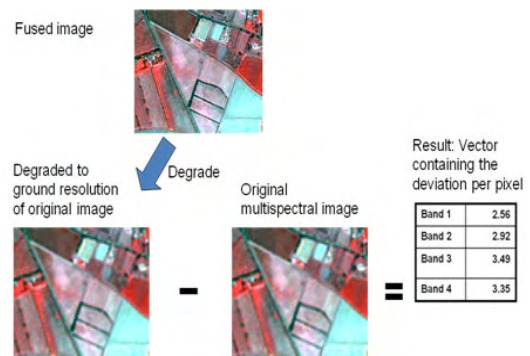 Fused image
Degrade
Degraded to
ground resolution
of original image
Original
multispectral image
Result: Vector
containing the
deviation per pixel
Band 1 2.56
Band 2 2.92
Band 3 3.49
Band 4 3.35